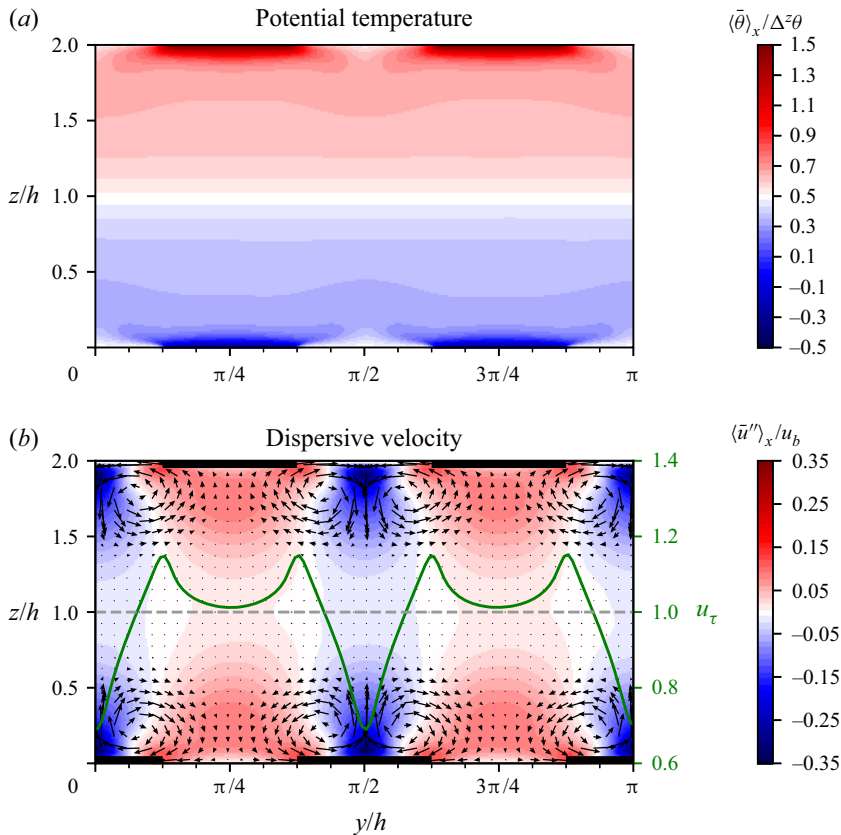 (a)
Potential temperature
⟨θ̄⟩x/Δzθ
2.0
1.5
z/h
1.0
0.5
0
π/4
π/2
3π/4
π
1.5
1.3
1.1
0.9
0.7
0.5
0.3
0.1
–0.1
–0.3
–0.5
(b)
Dispersive velocity
⟨ū″⟩x/ub
2.0
1.5
z/h
1.0
0.5
0
π/4
π/2
3π/4
π
y/h
1.4
1.2
1.0
uτ
0.8
0.6
0.35
0.25
0.15
0.05
–0.05
–0.15
–0.25
–0.35